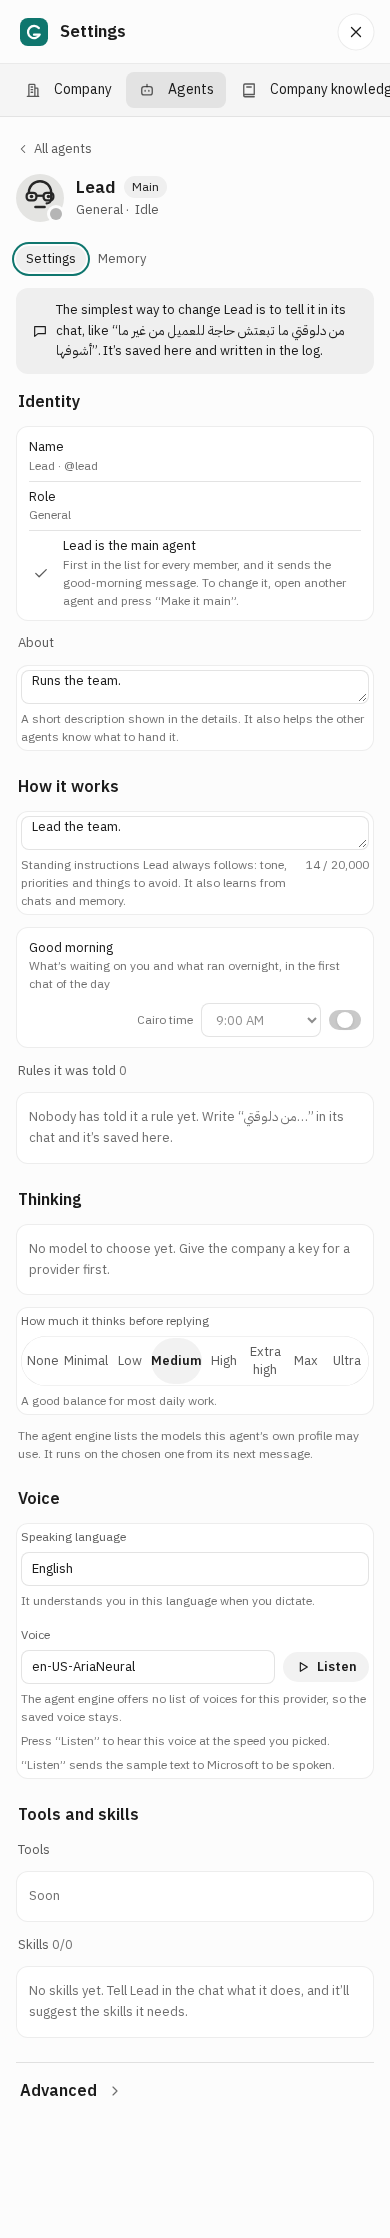 Settings
Company
Agents
Company knowledg
All agents
Lead
Main
General · Idle
Settings
Memory
The simplest way to change Lead is to tell it in its
chat, like “من دلوقتي ما تبعتش حاجة للعميل من غير ما
أشوفها”. It’s saved here and written in the log.
Identity
Name
Lead · @lead
Role
General
Lead is the main agent
First in the list for every member, and it sends the
good-morning message. To change it, open another
agent and press “Make it main”.
About
Runs the team.
A short description shown in the details. It also helps the other
agents know what to hand it.
How it works
Lead the team.
Standing instructions Lead always follows: tone,
priorities and things to avoid. It also learns from
chats and memory.
14 / 20,000
Good morning
What’s waiting on you and what ran overnight, in the first
chat of the day
Cairo time
9:00 AM
Rules it was told 0
Nobody has told it a rule yet. Write “من دلوقتي…” in its
chat and it’s saved here.
Thinking
No model to choose yet. Give the company a key for a
provider first.
How much it thinks before replying
None
Minimal
Low
Medium
High
Extra
high
Max
Ultra
A good balance for most daily work.
The agent engine lists the models this agent’s own profile may
use. It runs on the chosen one from its next message.
Voice
Speaking language
English
It understands you in this language when you dictate.
Voice
en-US-AriaNeural
Listen
The agent engine offers no list of voices for this provider, so the
saved voice stays.
Press “Listen” to hear this voice at the speed you picked.
“Listen” sends the sample text to Microsoft to be spoken.
Tools and skills
Tools
Soon
Skills 0/0
No skills yet. Tell Lead in the chat what it does, and it’ll
suggest the skills it needs.
Advanced